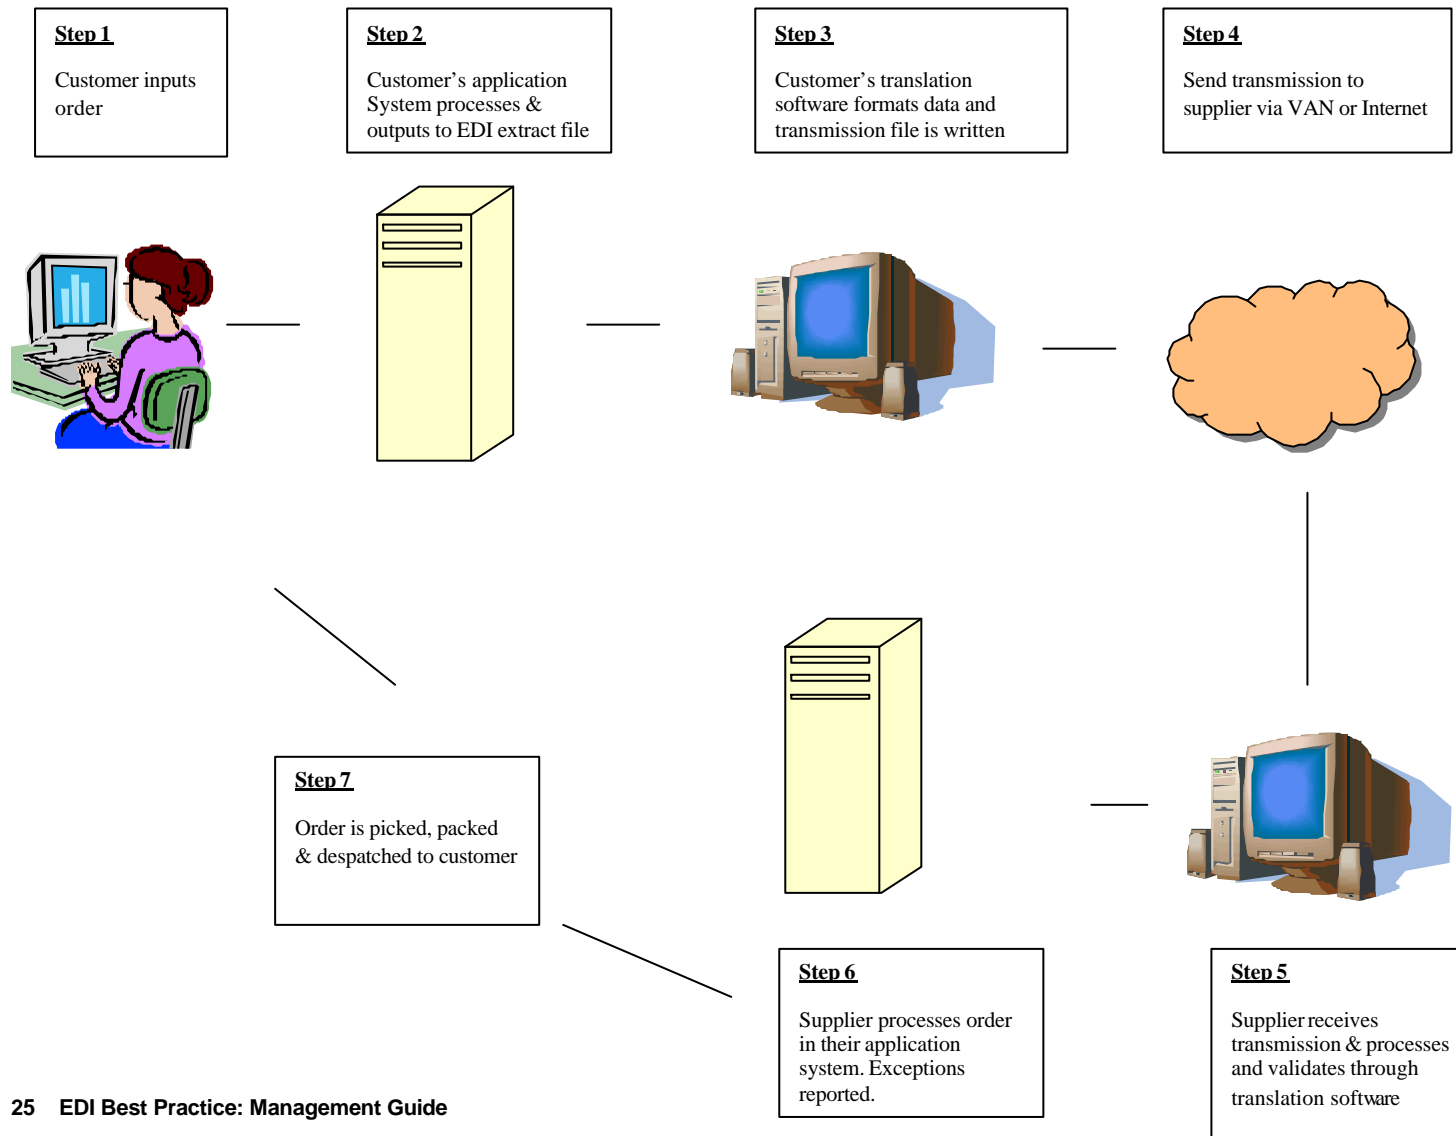 Step 1
Customer inputs
order
Step 2
Customer’s application
System processes &
outputs to EDI extract file
Step 3
Customer’s translation
software formats data and
transmission file is written
Step 4
Send transmission to
supplier via VAN or Internet
Step 7
Order is picked, packed
& despatched to customer
Step 6
Supplier processes order
in their application
system. Exceptions
reported.
Step 5
Supplier receives
transmission & processes
and validates through
translation software
25 EDI Best Practice: Management Guide